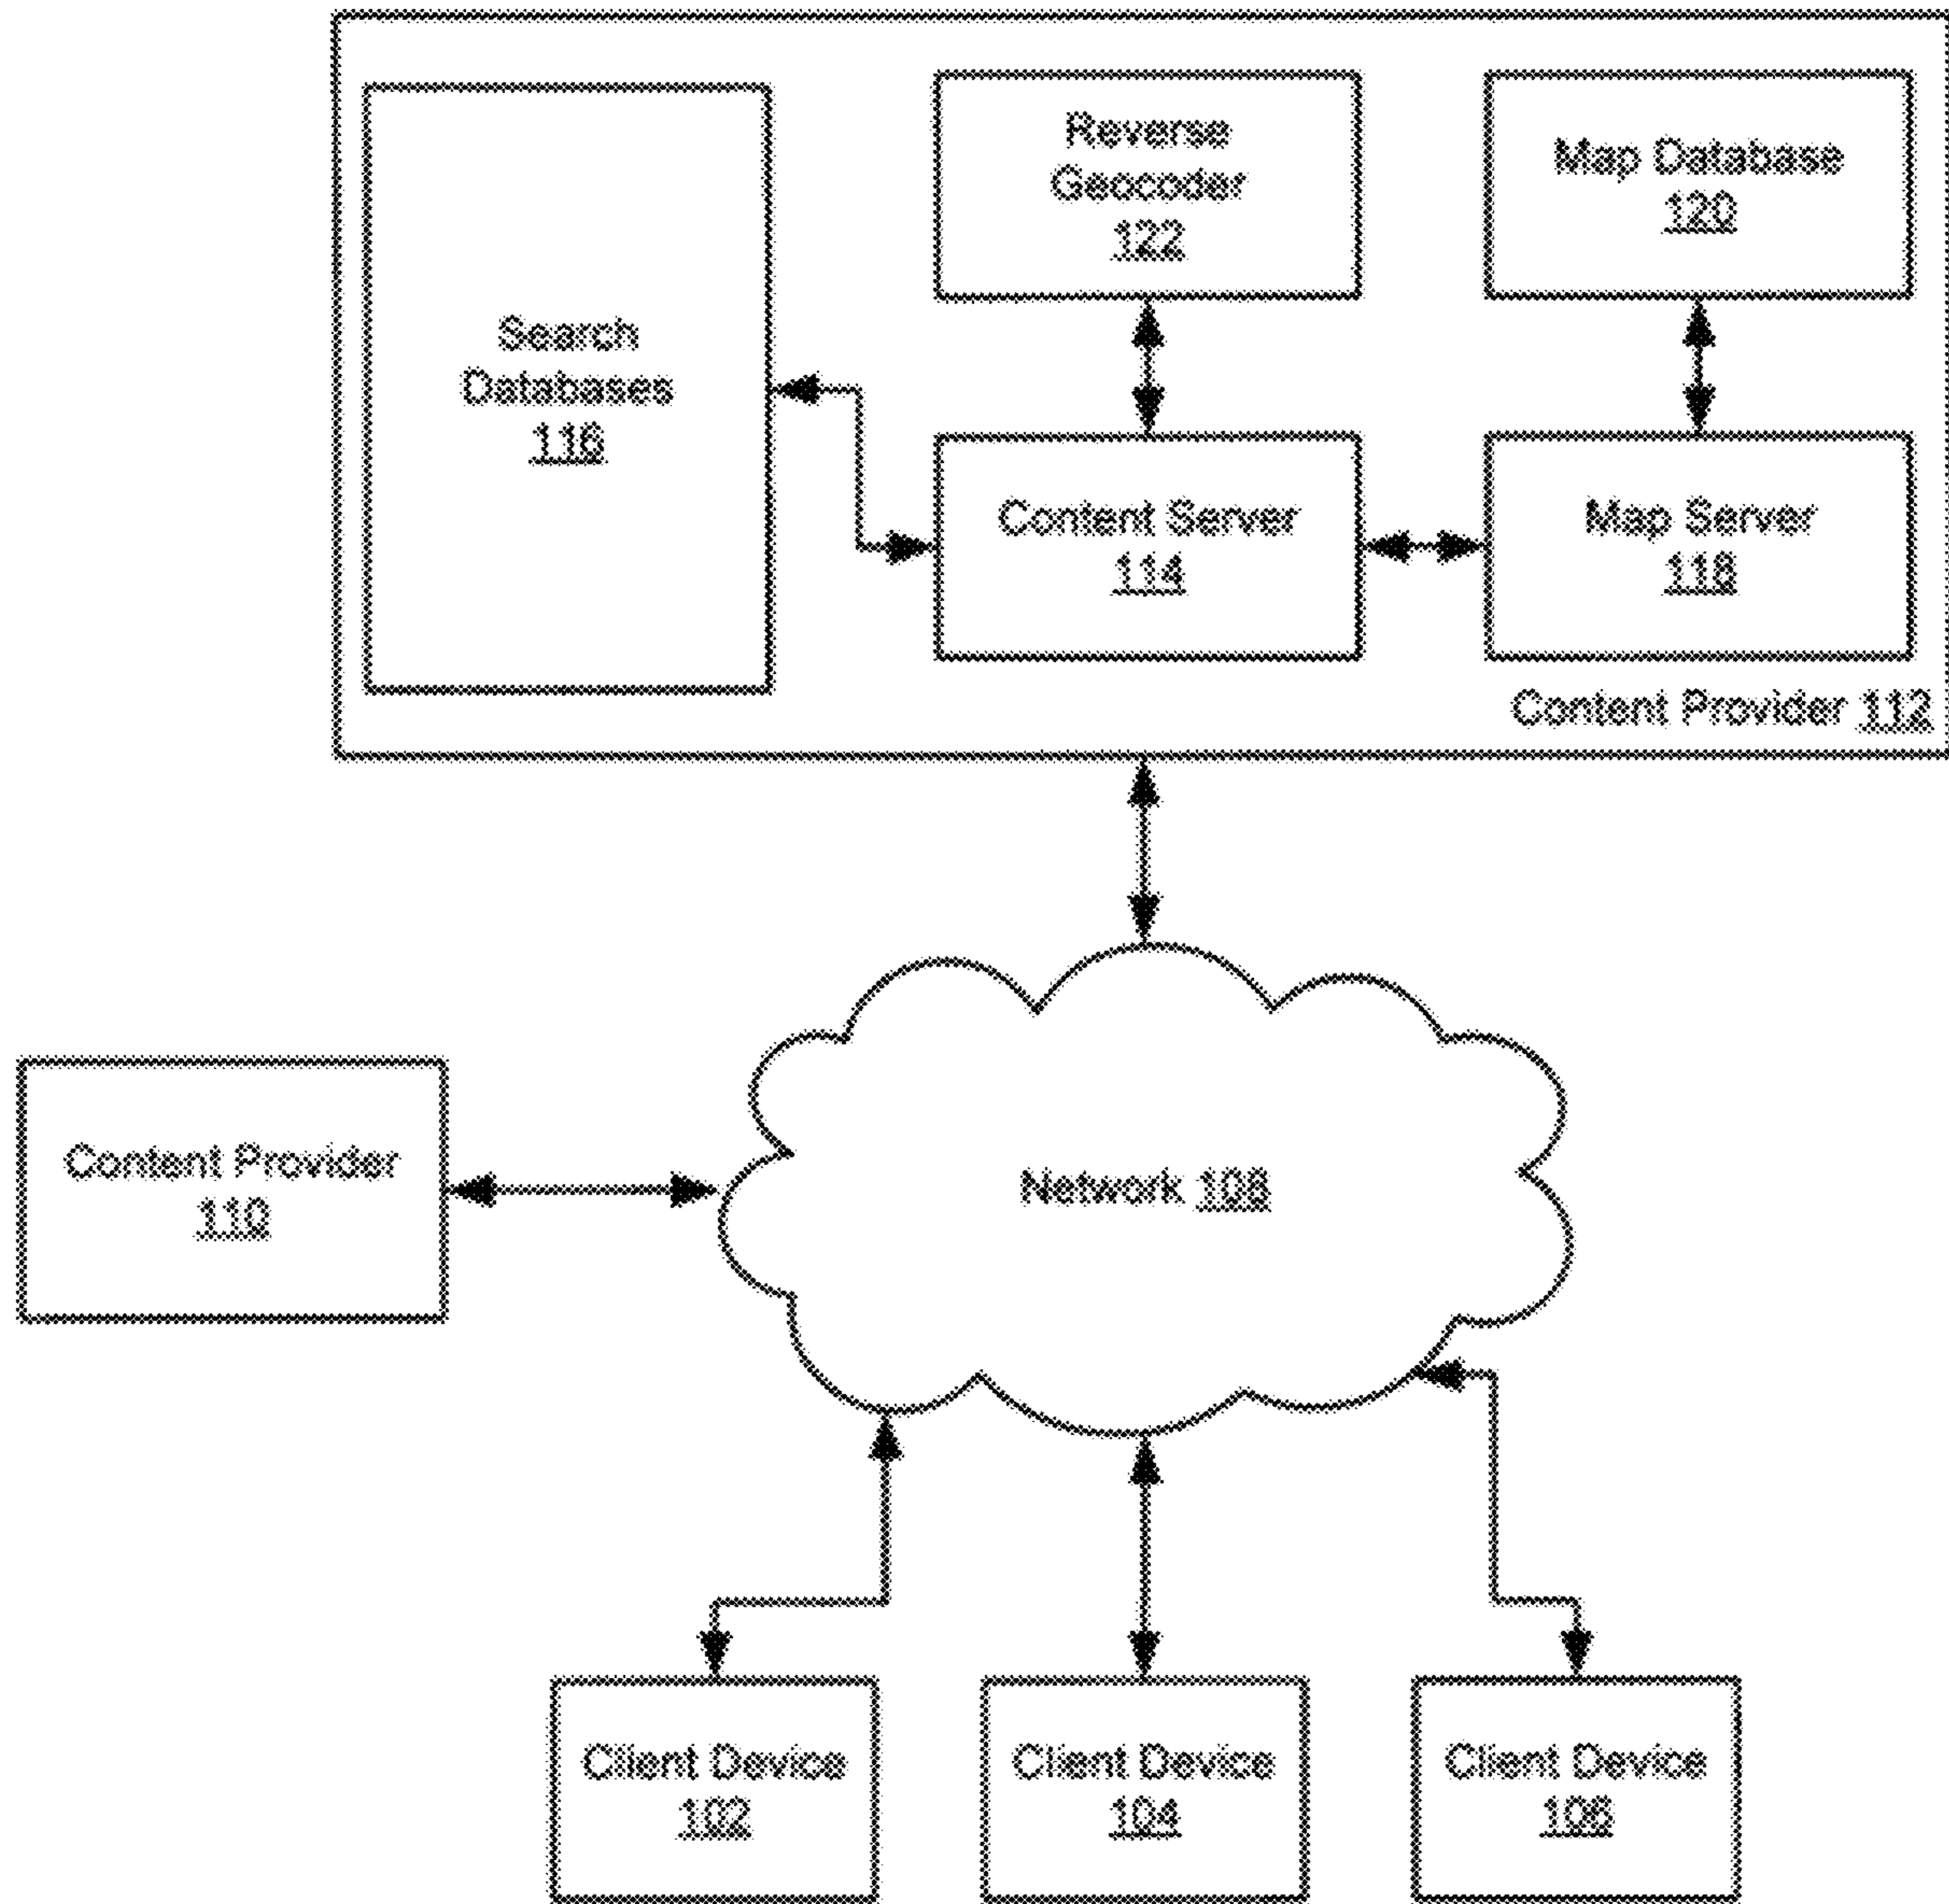 Reverse
Geocoder
122
Map Database
120
Search
Databases
116
Content Server
114
Map Server
118
Content Provider 112
Content Provider
110
Network 108
Client Device
102
Client Device
104
Client Device
106